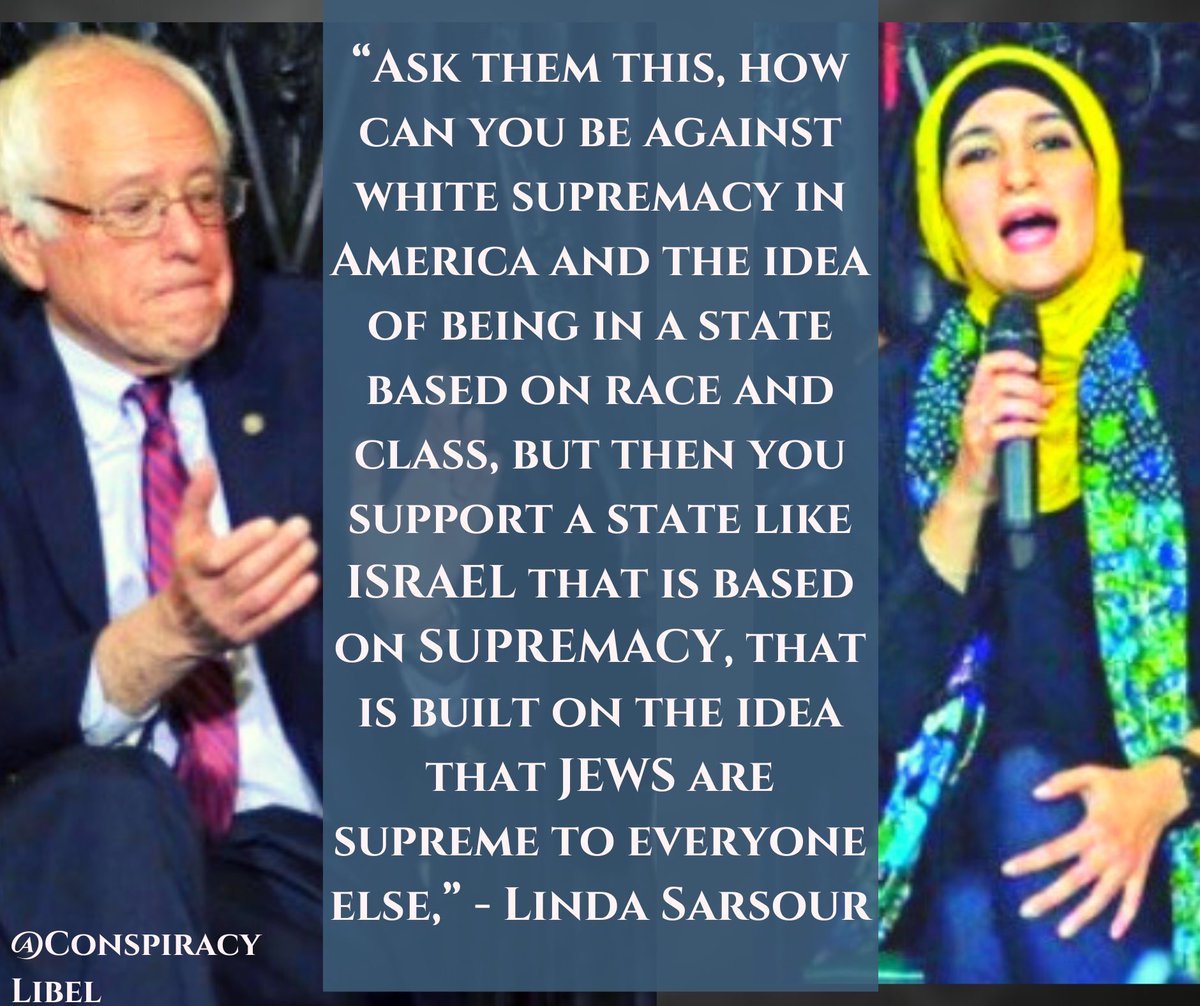 “Ask them this, how
can you be against
white supremacy in
America and the idea
of being in a state
based on race and
class, but then you
support a state like
ISRAEL that is based
on SUPREMACY, that
is built on the idea
that JEWS are
supreme to everyone
else,” - Linda Sarsour
@Conspiracy
Libel